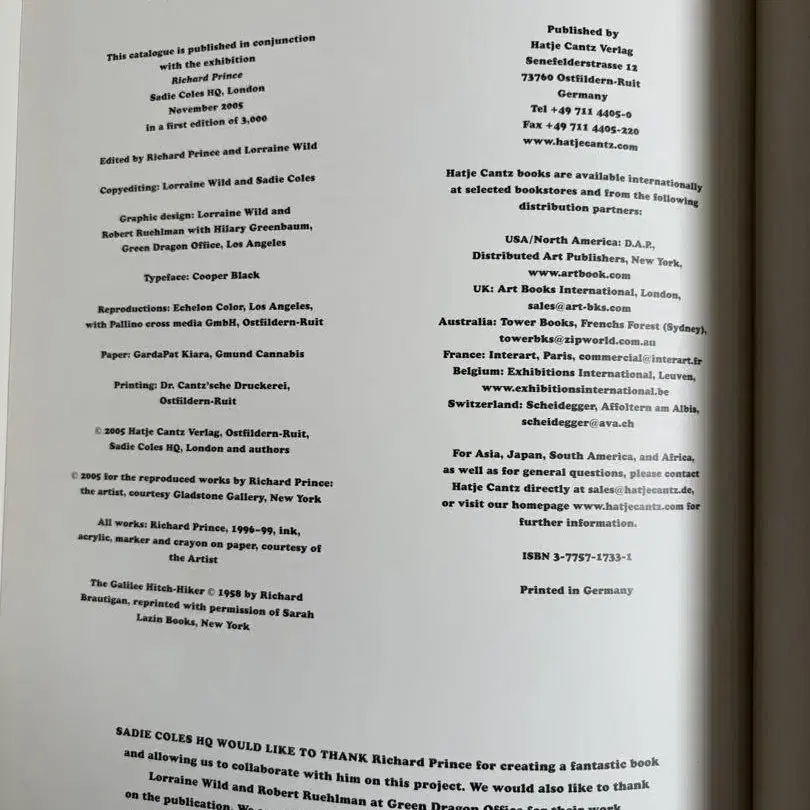 This catalogue is published in conjunction
with the exhibition
Richard Prince
Sadie Coles HQ, London
November 2005
in a first edition of 3,000
Edited by Richard Prince and Lorraine Wild
Copyediting: Lorraine Wild and Sadie Coles
Graphic design: Lorraine Wild and
Robert Ruehlman with Hilary Greenbaum,
Green Dragon Office, Los Angeles
Typeface: Cooper Black
Reproductions: Echelon Color, Los Angeles,
with Pallino cross media GmbH, Ostfildern-Ruit
Paper: GardaPat Kiara, Gmund Cannabis
Printing: Dr. Cantz'sche Druckerei,
Ostfildern-Ruit
© 2005 Hatje Cantz Verlag, Ostfildern-Ruit,
Sadie Coles HQ, London and authors
© 2005 for the reproduced works by Richard Prince:
the artist, courtesy Gladstone Gallery, New York
All works: Richard Prince, 1996–99, ink,
acrylic, marker and crayon on paper, courtesy of
the Artist
The Galilee Hitch-Hiker © 1958 by Richard
Brautigan, reprinted with permission of Sarah
Lazin Books, New York
Published by
Hatje Cantz Verlag
Senefelderstrasse 12
73760 Ostfildern-Ruit
Germany
Tel +49 711 4405-0
Fax +49 711 4405-220
www.hatjecantz.com
Hatje Cantz books are available internationally
at selected bookstores and from the following
distribution partners:
USA/North America: D.A.P.,
Distributed Art Publishers, New York,
www.artbook.com
UK: Art Books International, London,
sales@art-bks.com
Australia: Tower Books, Frenchs Forest (Sydney),
towerbks@zipworld.com.au
France: Interart, Paris, commercial@interart.fr
Belgium: Exhibitions International, Leuven,
www.exhibitionsinternational.be
Switzerland: Scheidegger, Affoltern am Albis,
scheidegger@ava.ch
For Asia, Japan, South America, and Africa,
as well as for general questions, please contact
Hatje Cantz directly at sales@hatjecantz.de,
or visit our homepage www.hatjecantz.com for
further information.
ISBN 3-7757-1733-1
Printed in Germany
SADIE COLES HQ WOULD LIKE TO THANK Richard Prince for creating a fantastic book
and allowing us to collaborate with him on this project. We would also like to thank
Lorraine Wild and Robert Ruehlman at Green Dragon Office for their work
on the publication. We